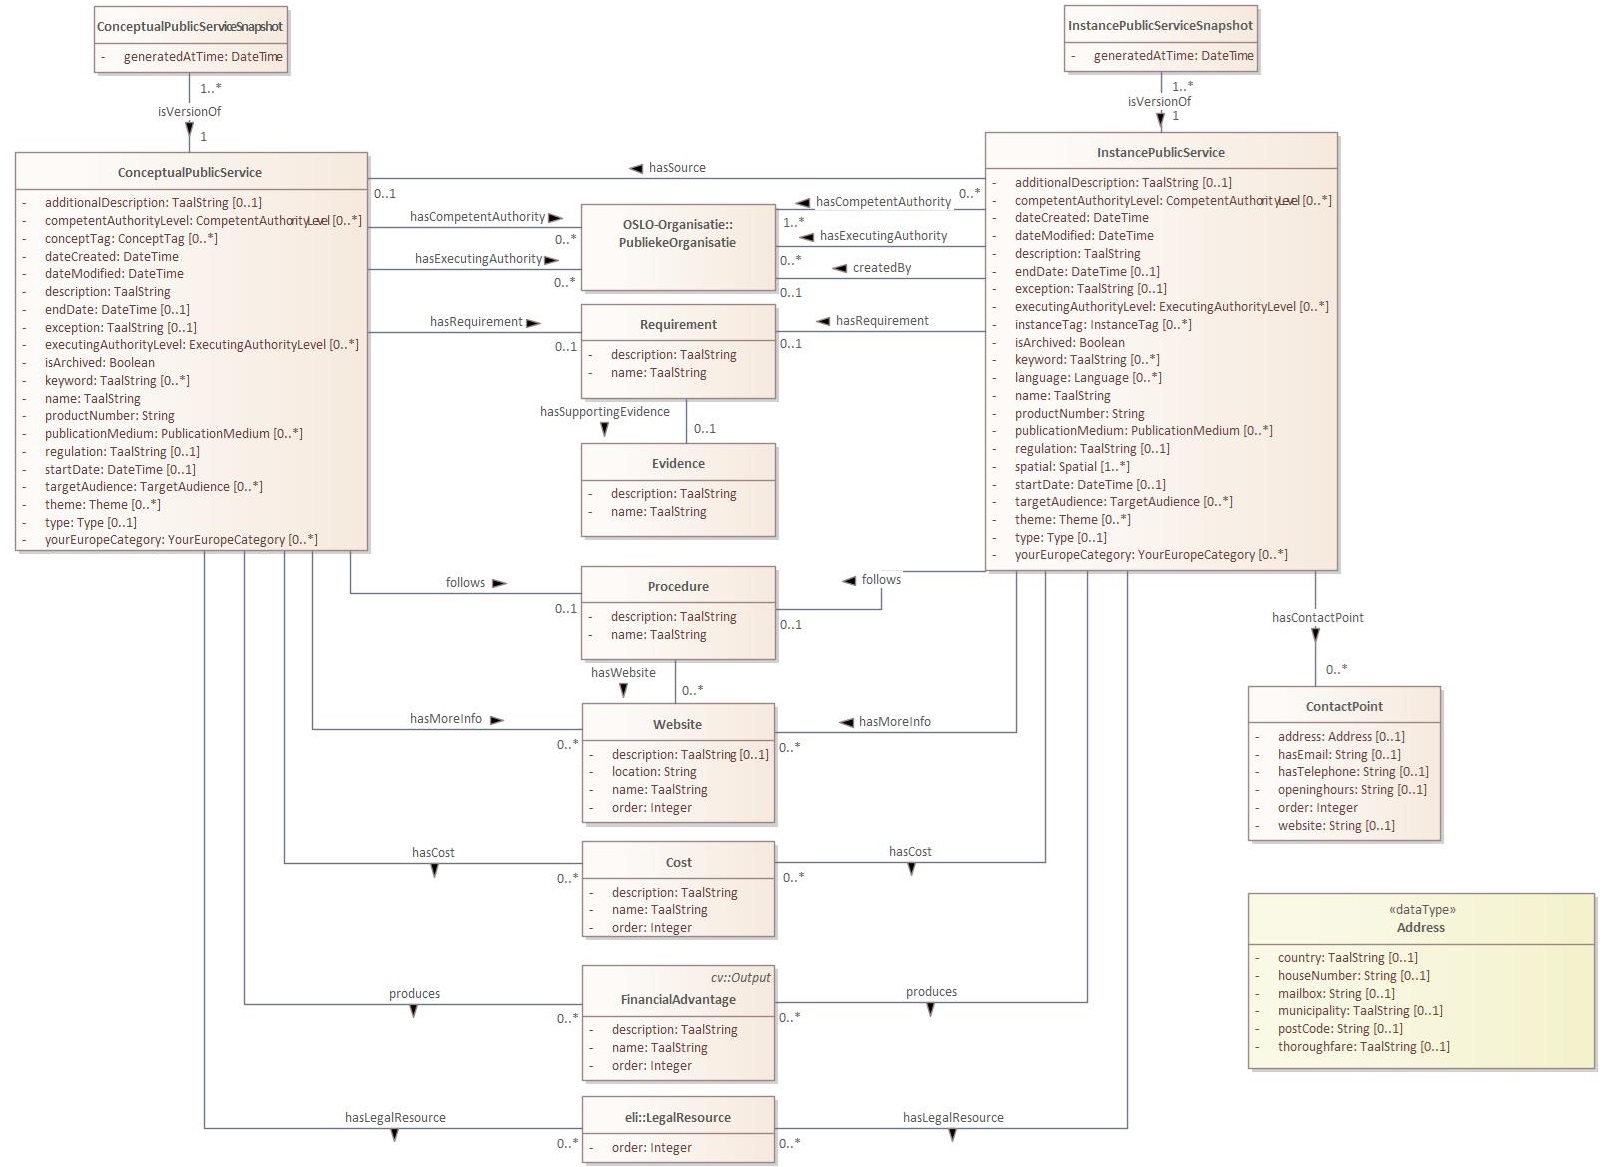 ConceptualPublicServiceSnapshot
- generatedAtTime: DateTime
1..*
isVersionOf
1
InstancePublicServiceSnapshot
- generatedAtTime: DateTime
1..*
isVersionOf
1
ConceptualPublicService
- additionalDescription: TaalString [0..1]
- competentAuthorityLevel: CompetentAuthorityLevel [0..*]
- conceptTag: ConceptTag [0..*]
- dateCreated: DateTime
- dateModified: DateTime
- description: TaalString
- endDate: DateTime [0..1]
- exception: TaalString [0..1]
- executingAuthorityLevel: ExecutingAuthorityLevel [0..*]
- isArchived: Boolean
- keyword: TaalString [0..*]
- name: TaalString
- productNumber: String
- publicationMedium: PublicationMedium [0..*]
- regulation: TaalString [0..1]
- startDate: DateTime [0..1]
- targetAudience: TargetAudience [0..*]
- theme: Theme [0..*]
- type: Type [0..1]
- yourEuropeCategory: YourEuropeCategory [0..*]
hasSource
0..1
0..*
hasCompetentAuthority
0..*
hasExecutingAuthority
0..*
OSLO-Organisatie::
PubliekeOrganisatie
hasCompetentAuthority
1..*
hasExecutingAuthority
0..*
createdBy
0..1
hasRequirement
0..1
Requirement
- description: TaalString
- name: TaalString
hasRequirement
0..1
hasSupportingEvidence
0..1
Evidence
- description: TaalString
- name: TaalString
InstancePublicService
- additionalDescription: TaalString [0..1]
- competentAuthorityLevel: CompetentAuthorityLevel [0..*]
- dateCreated: DateTime
- dateModified: DateTime
- description: TaalString
- endDate: DateTime [0..1]
- exception: TaalString [0..1]
- executingAuthorityLevel: ExecutingAuthorityLevel [0..*]
- instanceTag: InstanceTag [0..*]
- isArchived: Boolean
- keyword: TaalString [0..*]
- language: Language [0..*]
- name: TaalString
- productNumber: String
- publicationMedium: PublicationMedium [0..*]
- regulation: TaalString [0..1]
- spatial: Spatial [1..*]
- startDate: DateTime [0..1]
- targetAudience: TargetAudience [0..*]
- theme: Theme [0..*]
- type: Type [0..1]
- yourEuropeCategory: YourEuropeCategory [0..*]
follows
0..1
Procedure
- description: TaalString
- name: TaalString
follows
0..1
hasWebsite
0..*
hasMoreInfo
0..*
Website
- description: TaalString [0..1]
- location: String
- name: TaalString
- order: Integer
hasMoreInfo
0..*
hasContactPoint
0..*
ContactPoint
- address: Address [0..1]
- hasEmail: String [0..1]
- hasTelephone: String [0..1]
- openinghours: String [0..1]
- order: Integer
- website: String [0..1]
hasCost
0..*
Cost
- description: TaalString
- name: TaalString
- order: Integer
hasCost
0..*
«dataType»
Address
- country: TaalString [0..1]
- houseNumber: String [0..1]
- mailbox: String [0..1]
- municipality: TaalString [0..1]
- postCode: String [0..1]
- thoroughfare: TaalString [0..1]
produces
0..*
cv::Output
FinancialAdvantage
- description: TaalString
- name: TaalString
- order: Integer
produces
0..*
hasLegalResource
0..*
eli::LegalResource
- order: Integer
hasLegalResource
0..*